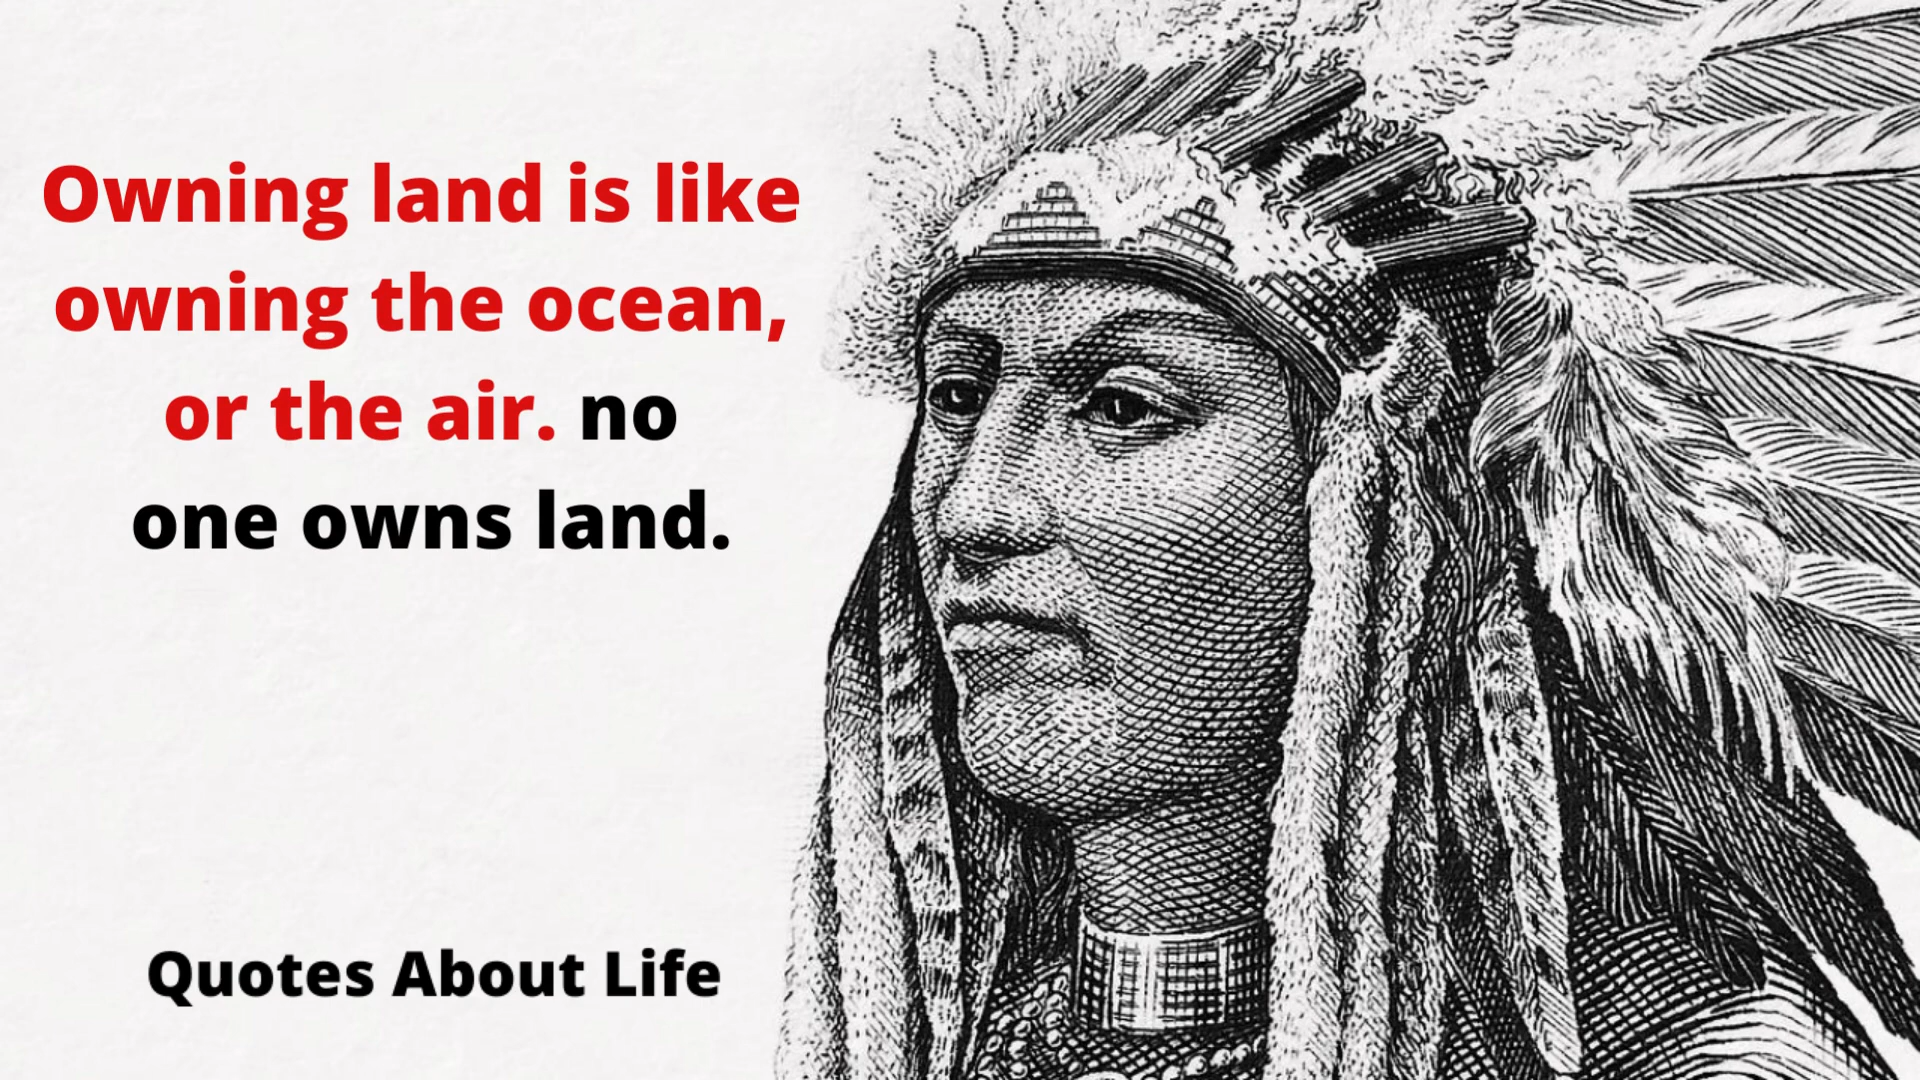 Owning land is like
owning the ocean,
or the air. no
one owns land.
Quotes About Life